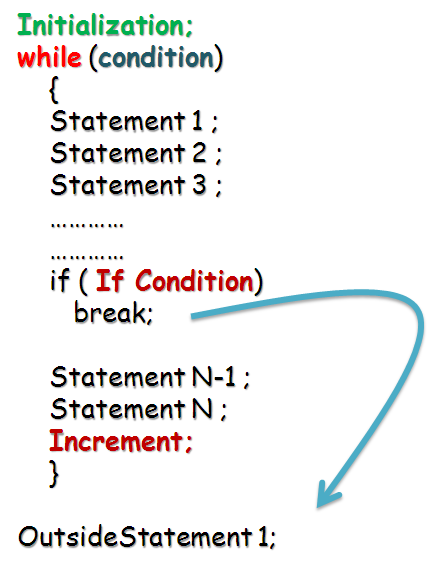 Initialization;
while (condition)
{
Statement 1 ;
Statement 2 ;
Statement 3 ;
............
............
if ( If Condition)
break;
Statement N-1 ;
Statement N ;
Increment;
}
OutsideStatement 1;